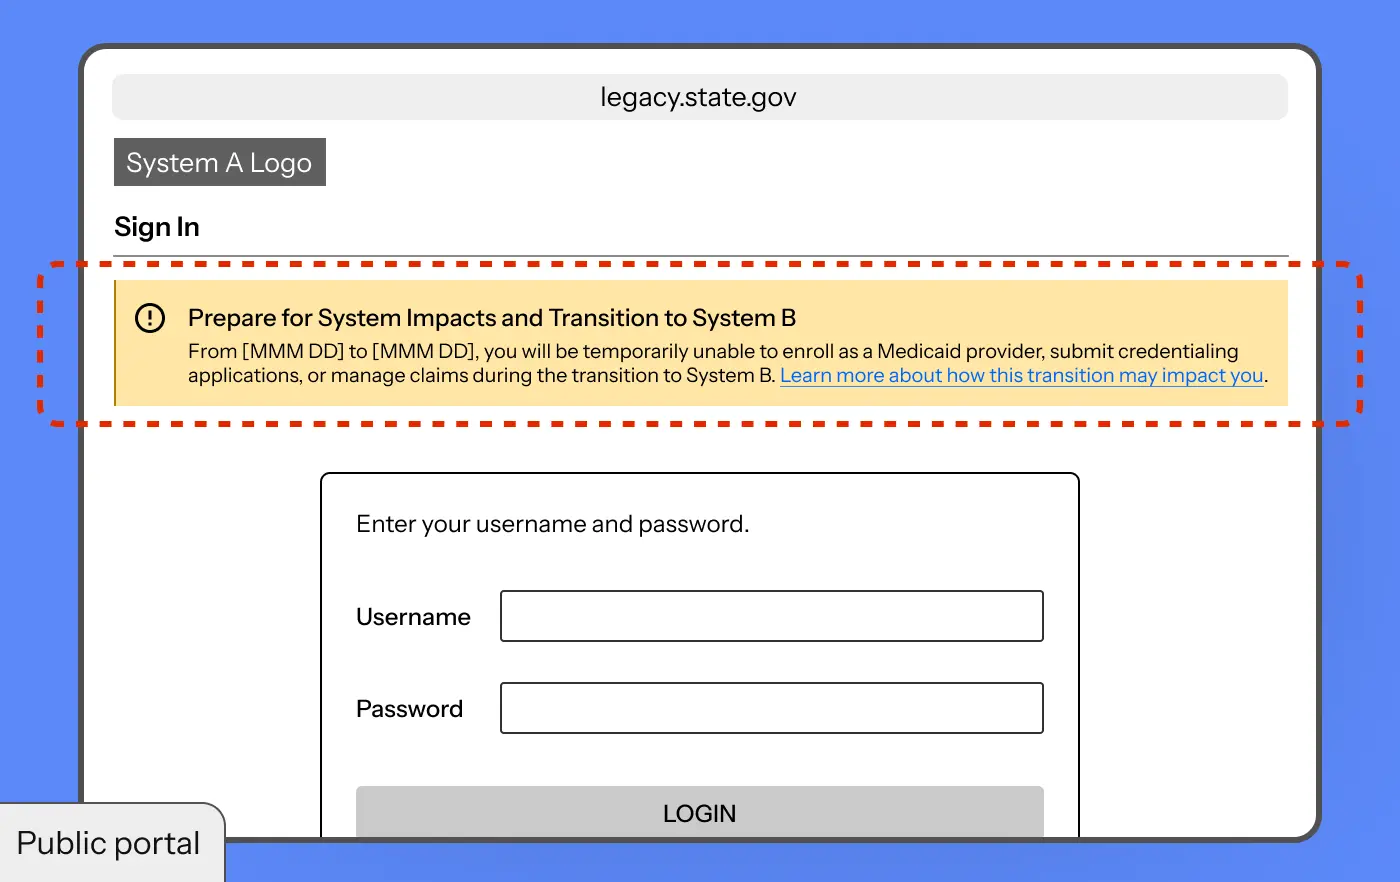 legacy.state.gov
System A Logo
Sign In
Prepare for System Impacts and Transition to System B
From [MMM DD] to [MMM DD], you will be temporarily unable to enroll as a Medicaid provider, submit credentialing
applications, or manage claims during the transition to System B. Learn more about how this transition may impact you.
Enter your username and password.
Username
Password
LOGIN
Public portal